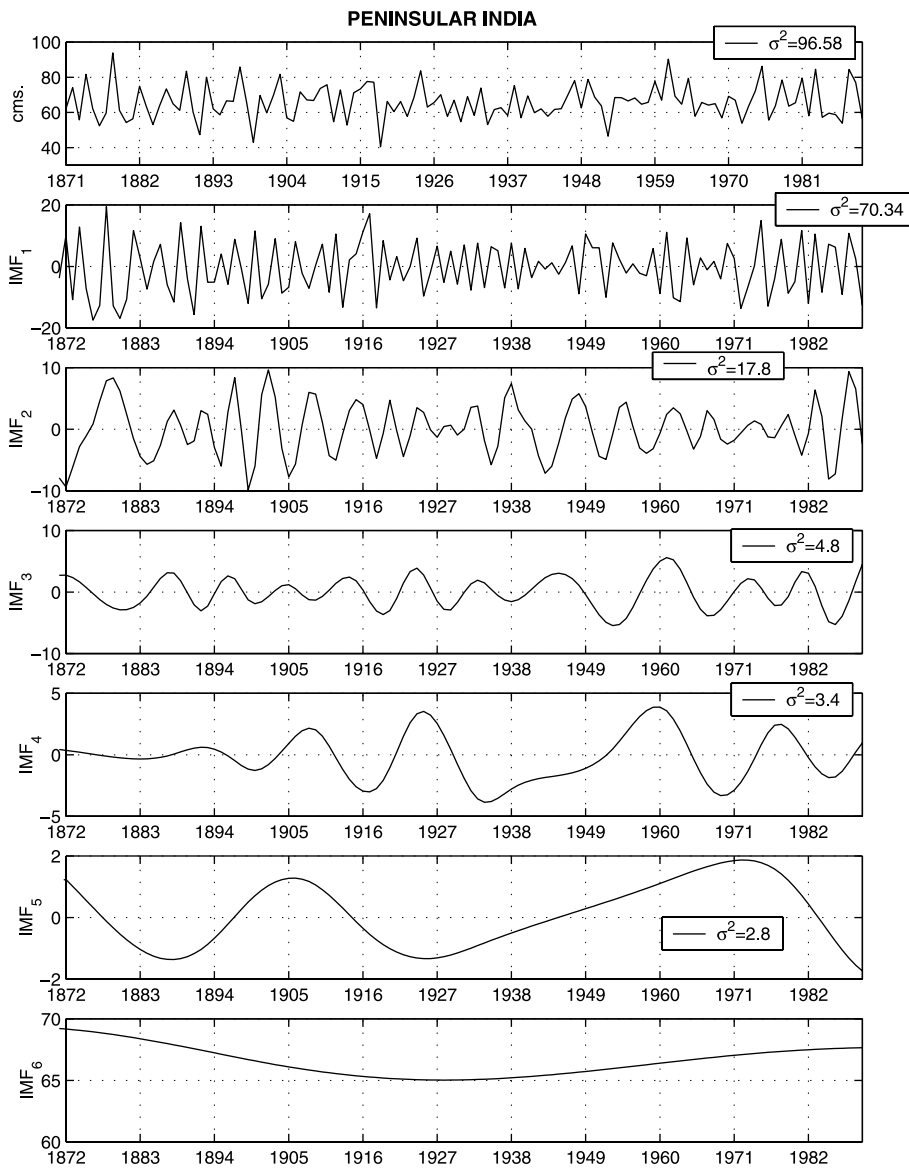 PENINSULAR INDIA
σ²=96.58
100
80
60
40
cms.
1871 1882 1893 1904 1915 1926 1937 1948 1959 1970 1981
σ²=70.34
20
0
−20
IMF₁
1872 1883 1894 1905 1916 1927 1938 1949 1960 1971 1982
σ²=17.8
10
0
−10
IMF₂
1872 1883 1894 1905 1916 1927 1938 1949 1960 1971 1982
σ²=4.8
10
0
−10
IMF₃
1872 1883 1894 1905 1916 1927 1938 1949 1960 1971 1982
σ²=3.4
5
0
−5
IMF₄
1872 1883 1894 1905 1916 1927 1938 1949 1960 1971 1982
2
0
−2
IMF₅
σ²=2.8
1872 1883 1894 1905 1916 1927 1938 1949 1960 1971 1982
70
65
60
IMF₆
1872 1883 1894 1905 1916 1927 1938 1949 1960 1971 1982